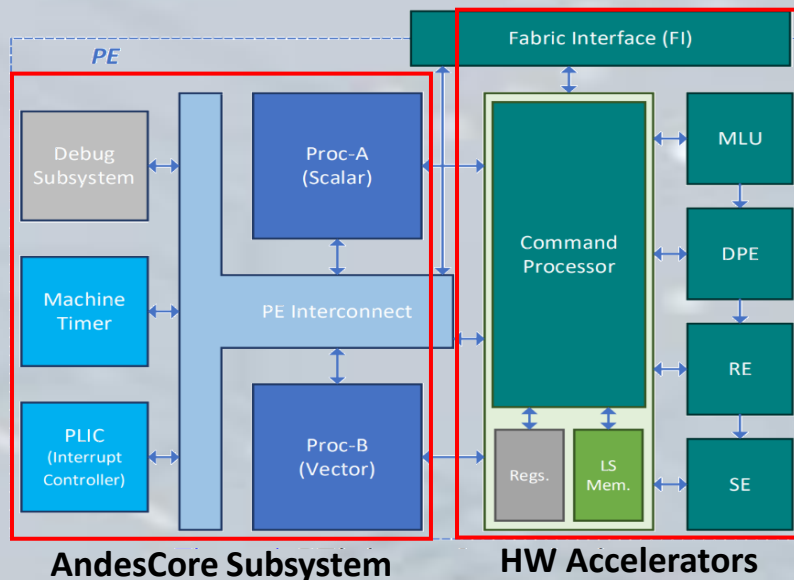 Fabric Interface (FI)
PE
Debug
Subsystem
Proc-A
(Scalar)
MLU
Command
Processor
DPE
Machine
Timer
PE Interconnect
RE
PLIC
(Interrupt
Controller)
Proc-B
(Vector)
Regs.
LS
Mem.
SE
AndesCore Subsystem
HW Accelerators